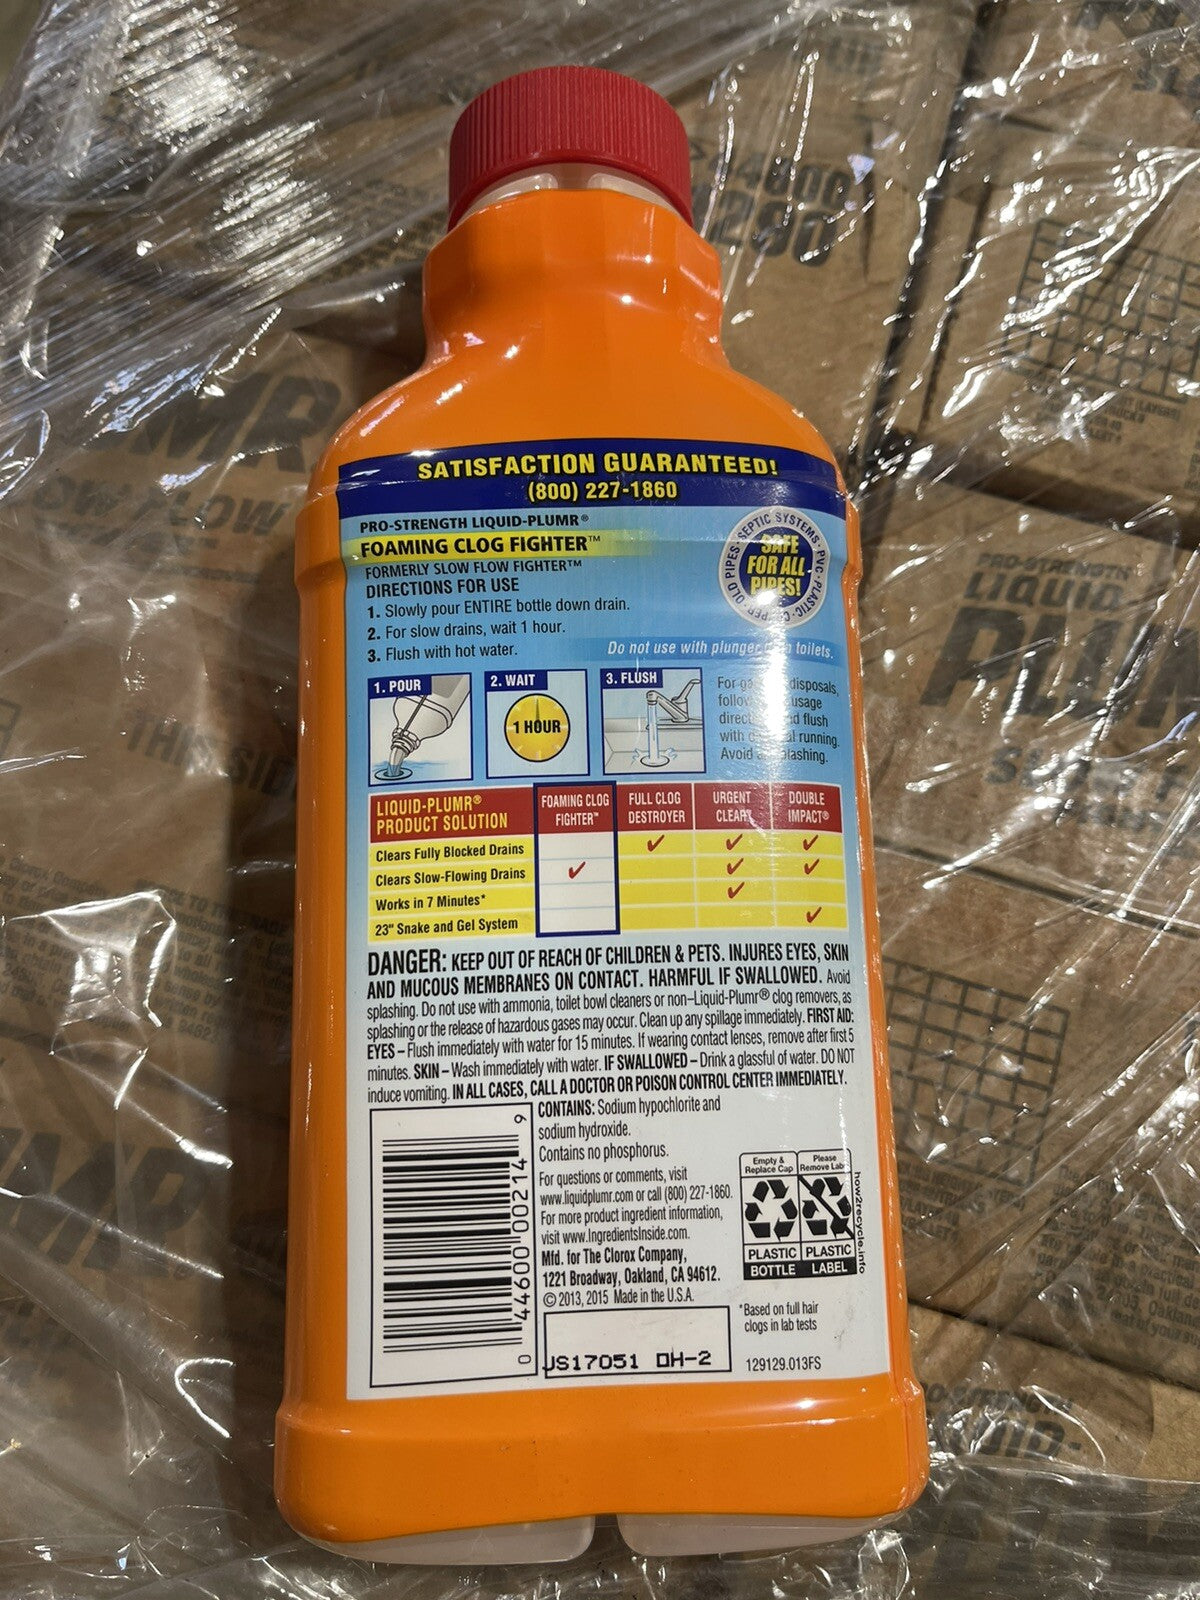 SATISFACTION GUARANTEED!
(800) 227-1860
PRO-STRENGTH LIQUID-PLUMR®
FOAMING CLOG FIGHTER™
FORMERLY SLOW FLOW FIGHTER™
DIRECTIONS FOR USE
1. Slowly pour ENTIRE bottle down drain.
2. For slow drains, wait 1 hour.
3. Flush with hot water.
SEPTIC SYSTEMS · PVC · PLASTIC · COPPER · OLD PIPES ·
SAFE
FOR ALL
PIPES!
Do not use with plunger toilets.
1. POUR
2. WAIT
1 HOUR
3. FLUSH
For disposals,
follow usage
and flush
with running.
Avoid splashing.
LIQUID-PLUMR®
PRODUCT SOLUTION
FOAMING CLOG
FIGHTER™
FULL CLOG
DESTROYER
URGENT
CLEAR®
DOUBLE
IMPACT®
Clears Fully Blocked Drains ✓ ✓ ✓
Clears Slow-Flowing Drains ✓ ✓ ✓
Works in 7 Minutes* ✓
23" Snake and Gel System ✓
DANGER: KEEP OUT OF REACH OF CHILDREN & PETS. INJURES EYES, SKIN
AND MUCOUS MEMBRANES ON CONTACT. HARMFUL IF SWALLOWED. Avoid
splashing. Do not use with ammonia, toilet bowl cleaners or non–Liquid-Plumr® clog removers, as
splashing or the release of hazardous gases may occur. Clean up any spillage immediately. FIRST AID:
EYES – Flush immediately with water for 15 minutes. If wearing contact lenses, remove after first 5
minutes. SKIN – Wash immediately with water. IF SWALLOWED – Drink a glassful of water. DO NOT
induce vomiting. IN ALL CASES, CALL A DOCTOR OR POISON CONTROL CENTER IMMEDIATELY.
CONTAINS: Sodium hypochlorite and
sodium hydroxide.
Contains no phosphorus.
For questions or comments, visit
www.liquidplumr.com or call (800) 227-1860.
For more product ingredient information,
visit www.IngredientsInside.com.
Mfd. for The Clorox Company,
1221 Broadway, Oakland, CA 94612.
©2013, 2015 Made in the U.S.A.
0 44600 00214 9
Empty &
Replace Cap
PLASTIC
BOTTLE
Please
Remove Label
PLASTIC
LABEL
how2recycle.info
*Based on full hair
clogs in lab tests
JS17051 OH-2
129129.013FS
PRO-STRENGTH
LIQUID-